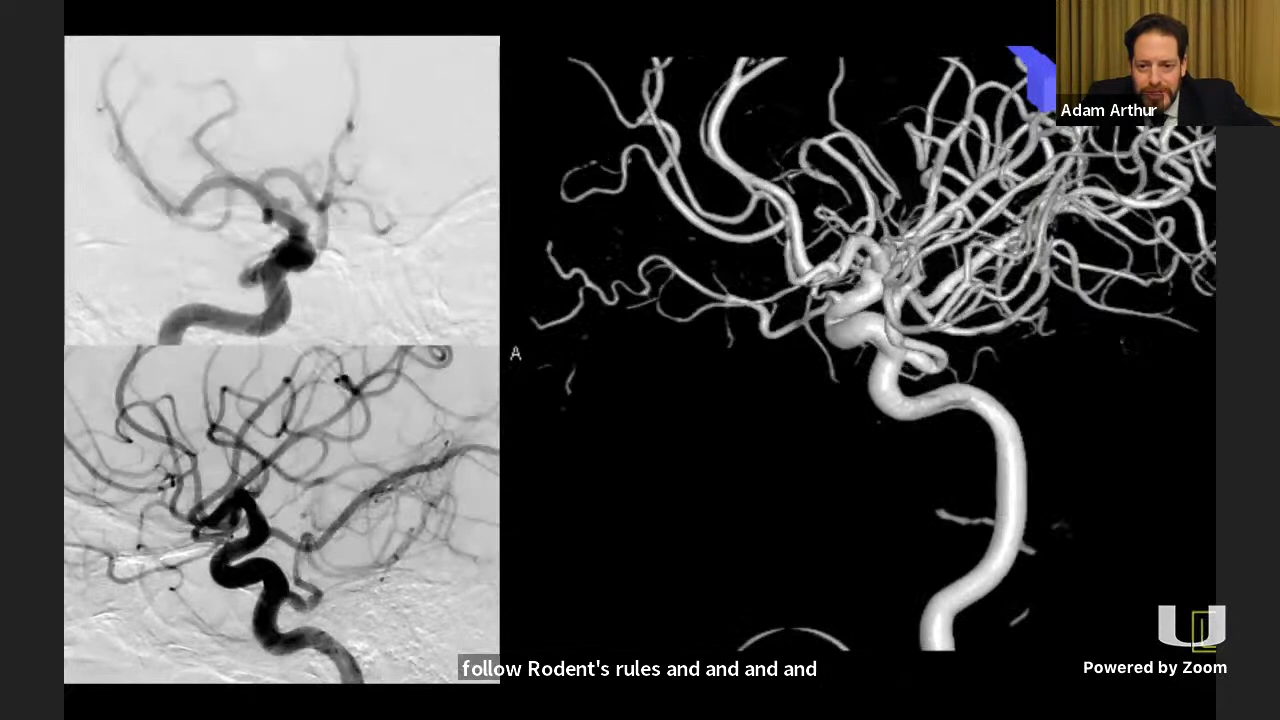 Adam Arthur
A
follow Rodent's rules and and and and
U
Powered by Zoom